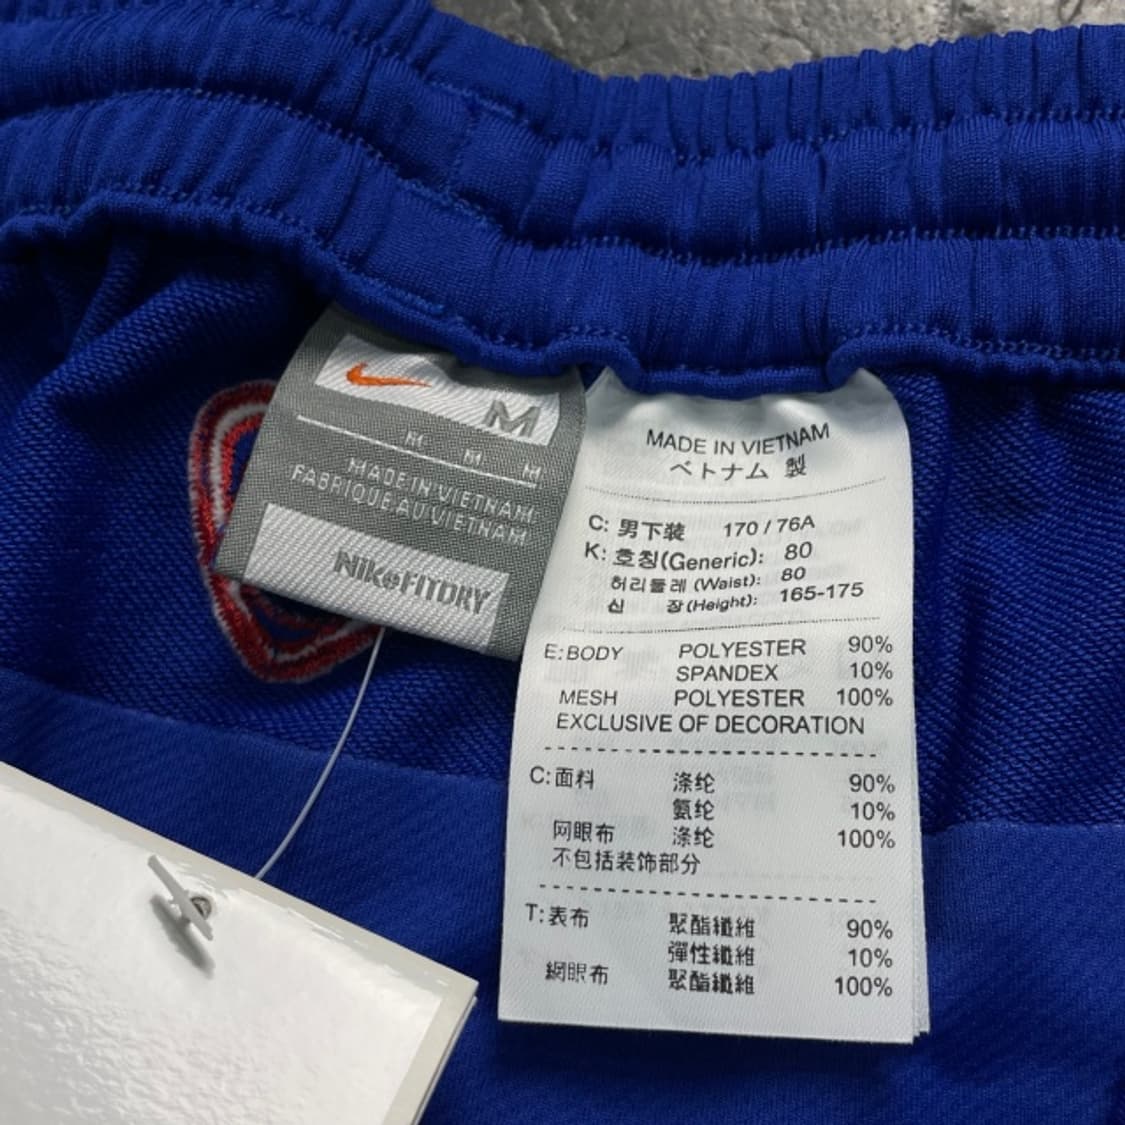 M
M M M
MADE IN VIETNAM
FABRIQUE AU VIETNAM
NIKE FIT DRY
MADE IN VIETNAM
ベトナム 製
C: 男下装 170 / 76A
K: 호칭(Generic): 80
허리둘레 (Waist): 80
신 장(Height): 165-175
E: BODY POLYESTER 90%
SPANDEX 10%
MESH POLYESTER 100%
EXCLUSIVE OF DECORATION
C: 面料 涤纶 90%
氨纶 10%
网眼布 涤纶 100%
不包括装饰部分
T: 表布 聚酯纖維 90%
彈性纖維 10%
網眼布 聚酯纖維 100%